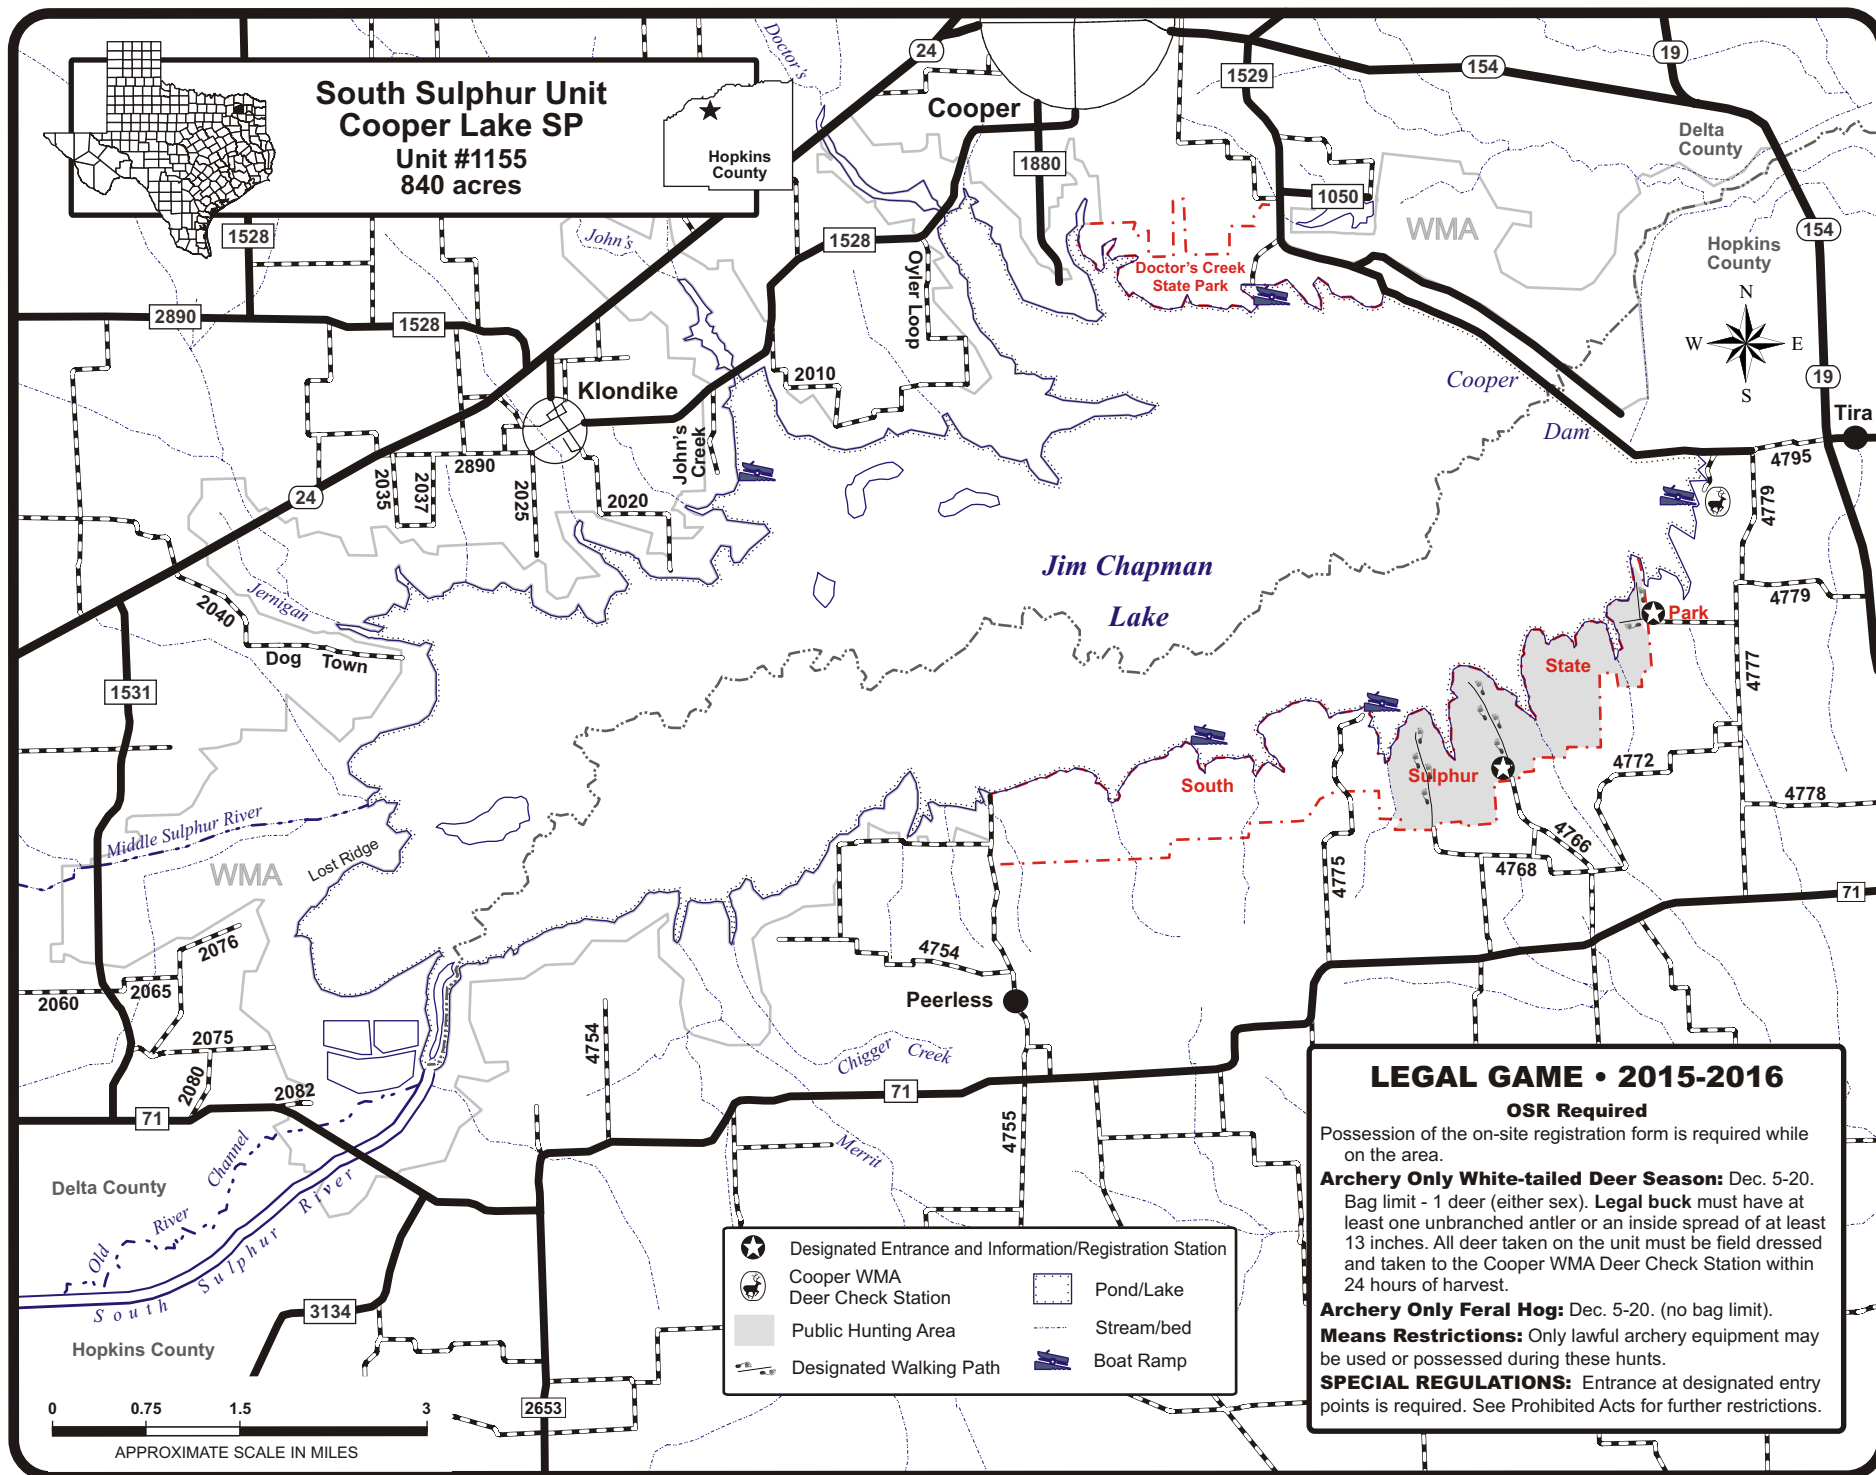 South Sulphur Unit
Cooper Lake SP
Unit #1155
840 acres
Hopkins
County
Doctor's
24
Cooper
1880
1529
154
19
Delta
County
1050
WMA
Hopkins
County
154
N
W E
S
19
Tira
1528
John's
1528
Oyler Loop
Doctor's Creek
State Park
2890
1528
Klondike
2010
Cooper
Dam
John's
Creek
2890
2035
2037
2025
2020
24
4795
4779
Jim Chapman
Lake
Jernigan
2040
Dog Town
4779
Park
State
4777
1531
South
Sulphur
4772
4778
Middle Sulphur River
WMA
Lost Ridge
4775
4766
4768
71
2076
2060
2065
4754
Peerless
2075
2080
2082
4754
Chigger Creek
71
71
4755
Merrit
Delta County
Channel
River
Old
South Sulphur River
Hopkins County
3134
2653
0 0.75 1.5 3
APPROXIMATE SCALE IN MILES
Designated Entrance and Information/Registration Station
Cooper WMA
Deer Check Station
Pond/Lake
Public Hunting Area
Stream/bed
Designated Walking Path
Boat Ramp
LEGAL GAME • 2015-2016
OSR Required
Possession of the on-site registration form is required while
on the area.
Archery Only White-tailed Deer Season: Dec. 5-20.
Bag limit - 1 deer (either sex). Legal buck must have at
least one unbranched antler or an inside spread of at least
13 inches. All deer taken on the unit must be field dressed
and taken to the Cooper WMA Deer Check Station within
24 hours of harvest.
Archery Only Feral Hog: Dec. 5-20. (no bag limit).
Means Restrictions: Only lawful archery equipment may
be used or possessed during these hunts.
SPECIAL REGULATIONS: Entrance at designated entry
points is required. See Prohibited Acts for further restrictions.